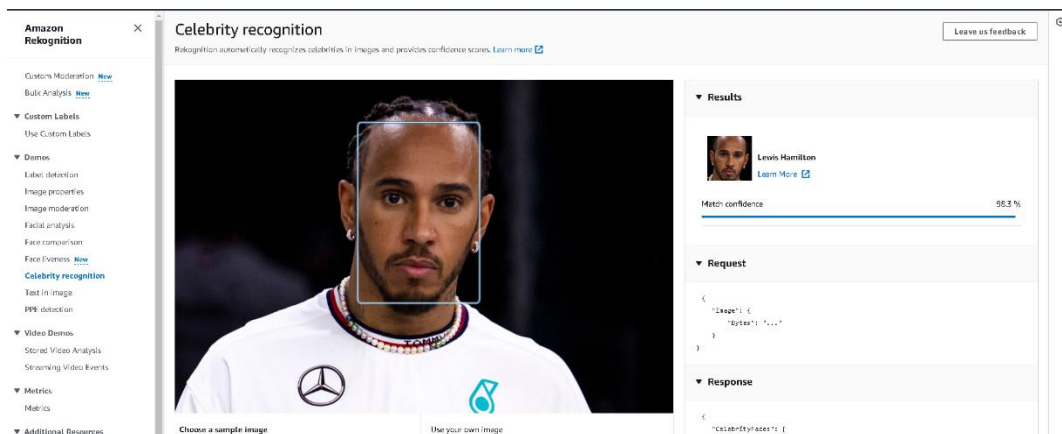 Amazon
Rekognition
Custom Moderation New
Bulk Analysis New
Custom Labels
Use Custom Labels
Demos
Label detection
Image properties
Image moderation
Facial analysis
Face comparison
Face liveness New
Celebrity recognition
Text in image
PPE detection
Video Demos
Stored Video Analysis
Streaming Video Events
Metrics
Metrics
Additional Resources
Celebrity recognition
Rekognition automatically recognizes celebrities in images and provides confidence scores. Learn more
Leave us feedback
TOMMY
Choose a sample image
Use your own image
Results
Lewis Hamilton
Learn More
Match confidence
98.3 %
Request
{
"Image": {
"Bytes": "..."
}
}
Response
{
"CelebrityFaces": [